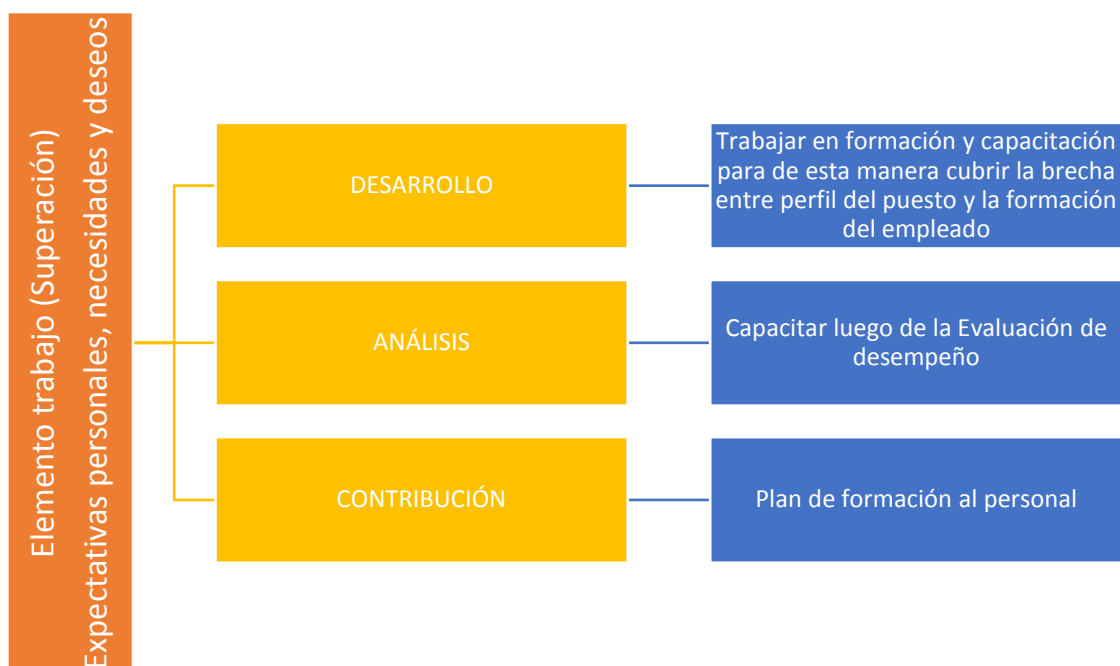 Elemento trabajo (Superación)
Expectativas personales, necesidades y deseos
DESARROLLO
Trabajar en formación y capacitación
para de esta manera cubrir la brecha
entre perfil del puesto y la formación
del empleado
ANÁLISIS
Capacitar luego de la Evaluación de
desempeño
CONTRIBUCIÓN
Plan de formación al personal